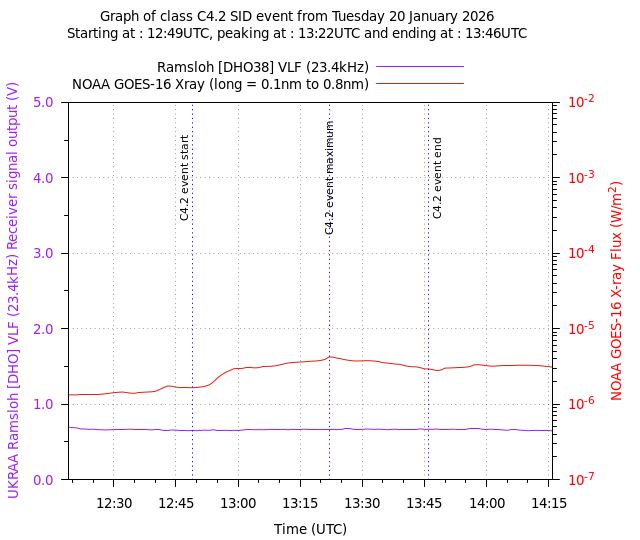 Graph of class C4.2 SID event from Tuesday 20 January 2026
Starting at : 12:49UTC, peaking at : 13:22UTC and ending at : 13:46UTC
Ramsloh [DHO38] VLF (23.4kHz)
NOAA GOES-16 Xray (long = 0.1nm to 0.8nm)
UKRAA Ramsloh [DHO] VLF (23.4kHz) Receiver signal output (V)
5.0
4.0
3.0
2.0
1.0
0.0
C4.2 event start
C4.2 event maximum
C4.2 event end
10^-2
10^-3
10^-4
10^-5
10^-6
10^-7
NOAA GOES-16 X-ray Flux (W/m²)
12:30 12:45 13:00 13:15 13:30 13:45 14:00 14:15
Time (UTC)